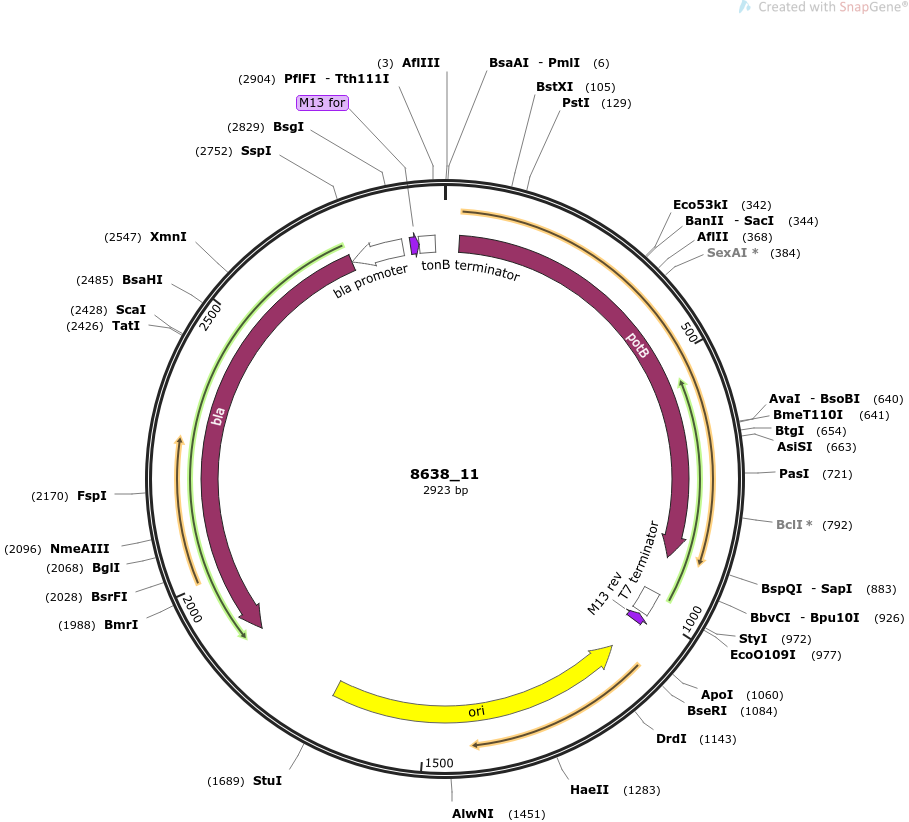 Created with SnapGene®
(3) AflIII
BsaAI - PmlI (6)
(2904) PflFI - Tth111I
BstXI (105)
M13 for
PstI (129)
(2829) BsgI
(2752) SspI
Eco53kI (342)
BanII - SacI (344)
AflII (368)
SexAI * (384)
(2547) XmnI
tonB terminator
bla promoter
(2485) BsaHI
(2428) ScaI
(2426) TatI
2500
500
potB
bla
AvaI - BsoBI (640)
BmeT110I (641)
BtgI (654)
AsiSI (663)
8638_11
2923 bp
PasI (721)
(2170) FspI
BclI * (792)
(2096) NmeAIII
(2068) BglI
(2028) BsrFI
(1988) BmrI
2000
T7 terminator
M13 rev
BspQI - SapI (883)
BbvCI - Bpu10I (926)
1000
StyI (972)
EcoO109I (977)
ApoI (1060)
BseRI (1084)
ori
DrdI (1143)
1500
(1689) StuI
HaeII (1283)
AlwNI (1451)